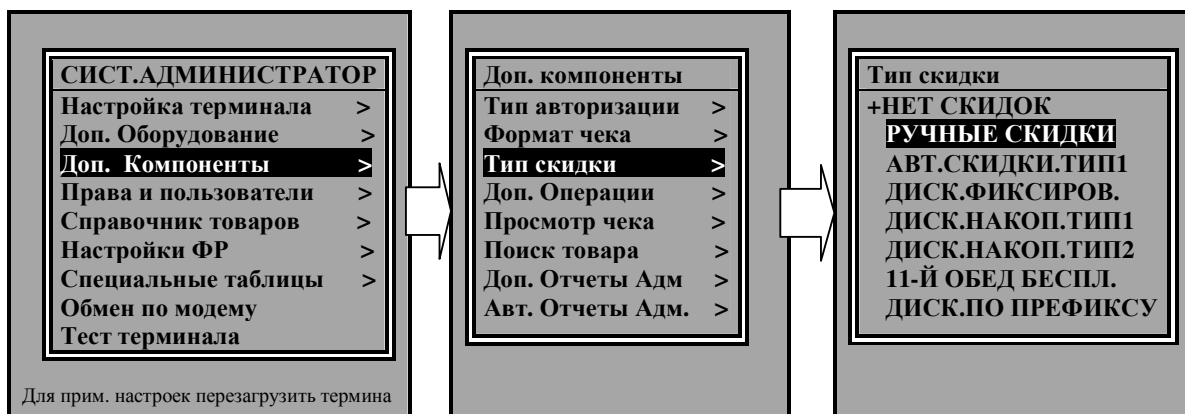 СИСТ.АДМИНИСТРАТОР
Настройка терминала >
Доп. Оборудование >
Доп. Компоненты >
Права и пользователи >
Справочник товаров >
Настройки ФР >
Специальные таблицы >
Обмен по модему
Тест терминала
Для прим. настроек перезагрузить термина
Доп. компоненты
Тип авторизации >
Формат чека >
Тип скидки >
Доп. Операции >
Просмотр чека >
Поиск товара >
Доп. Отчеты Адм >
Авт. Отчеты Адм. >
Тип скидки
+НЕТ СКИДОК
РУЧНЫЕ СКИДКИ
АВТ.СКИДКИ.ТИП1
ДИСК.ФИКСИРОВ.
ДИСК.НАКОП.ТИП1
ДИСК.НАКОП.ТИП2
11-Й ОБЕД БЕСПЛ.
ДИСК.ПО ПРЕФИКСУ